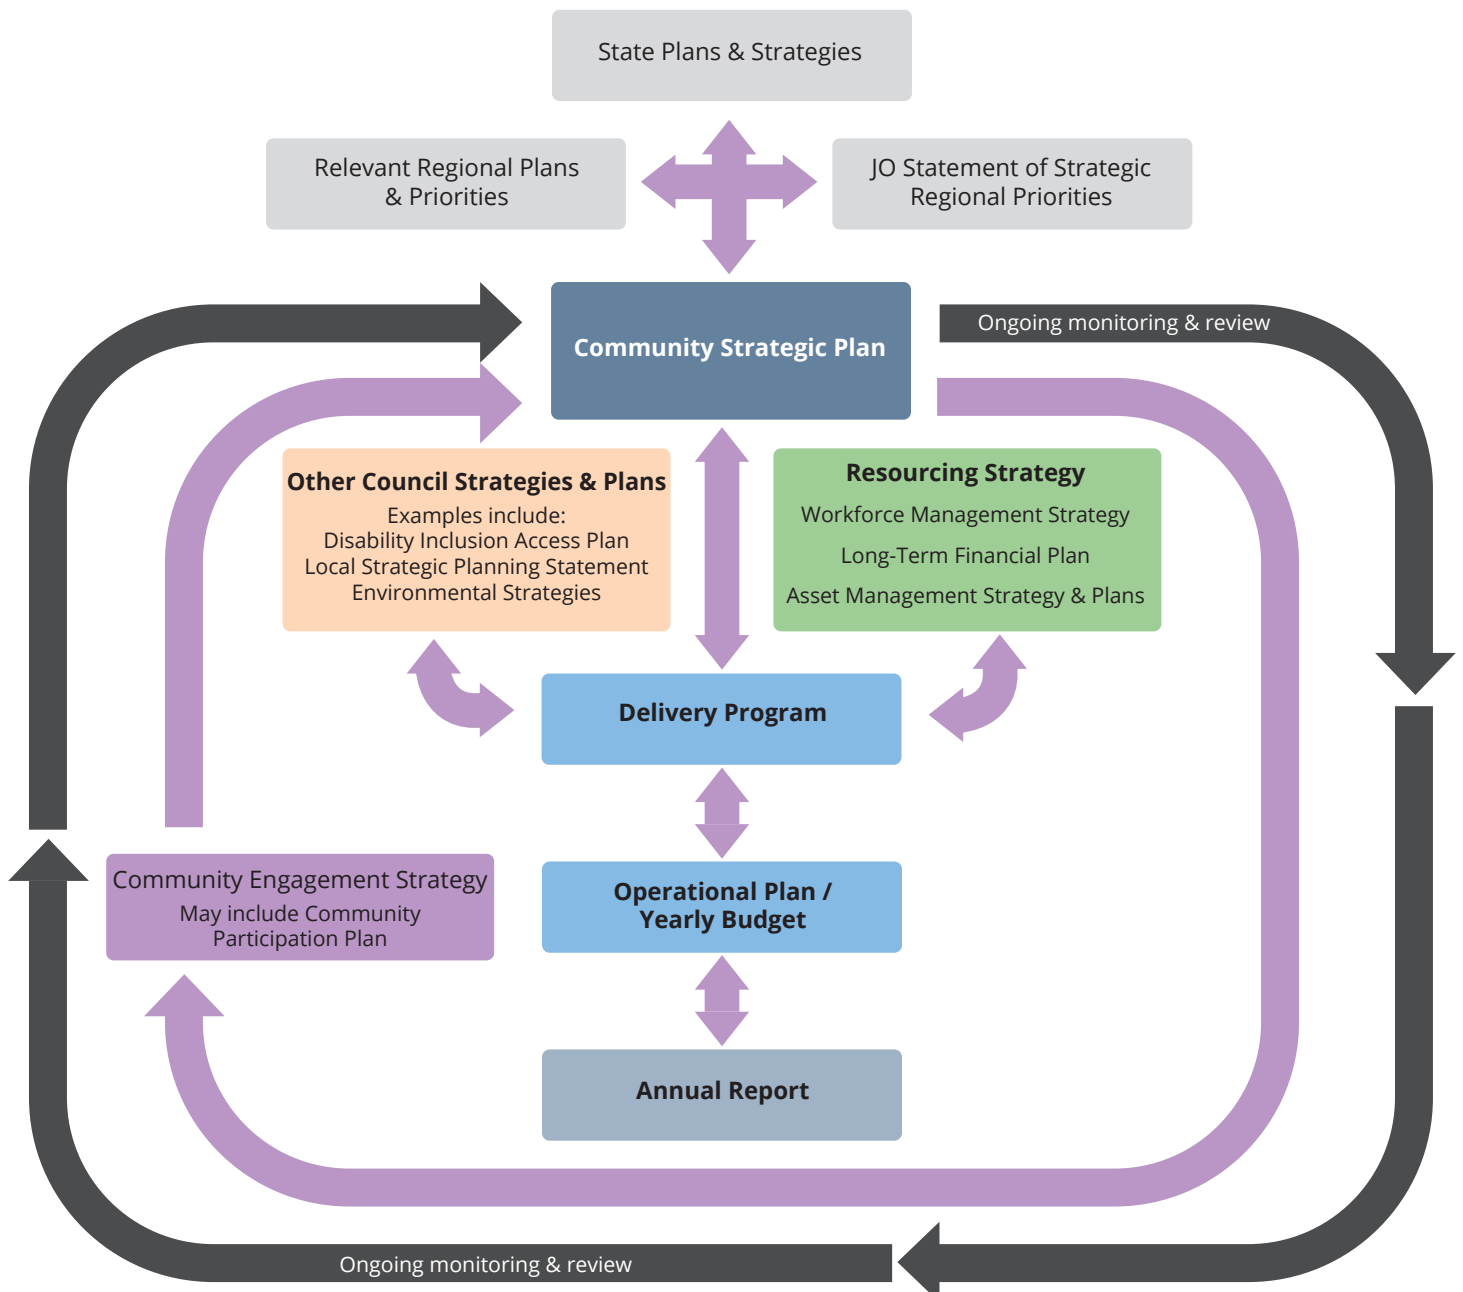 State Plans & Strategies
Relevant Regional Plans
& Priorities
JO Statement of Strategic
Regional Priorities
Community Strategic Plan
Ongoing monitoring & review
Other Council Strategies & Plans
Examples include:
Disability Inclusion Access Plan
Local Strategic Planning Statement
Environmental Strategies
Resourcing Strategy
Workforce Management Strategy
Long-Term Financial Plan
Asset Management Strategy & Plans
Delivery Program
Community Engagement Strategy
May include Community
Participation Plan
Operational Plan /
Yearly Budget
Annual Report
Ongoing monitoring & review